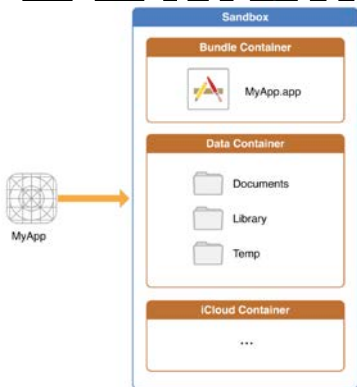 Sandbox
Bundle Container
MyApp.app
Data Container
Documents
Library
Temp
MyApp
iCloud Container
...